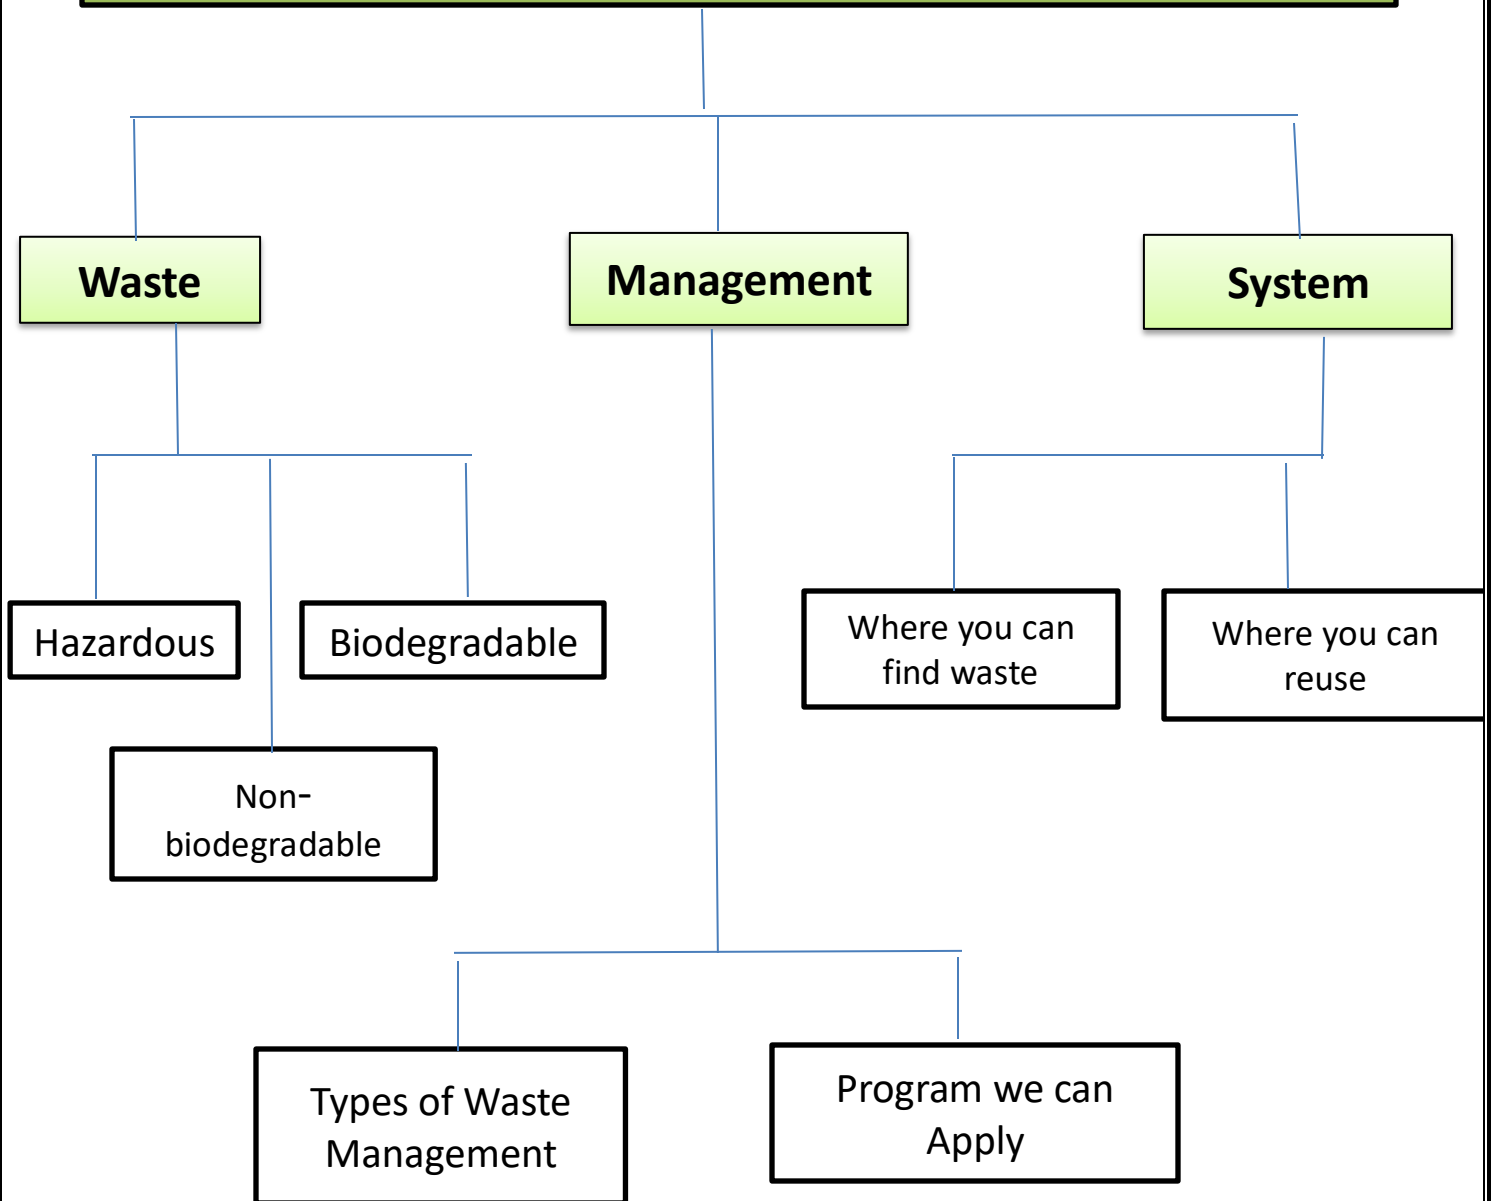 Waste
Management
System
Hazardous
Biodegradable
Where you can
find waste
Where you can
reuse
Non-
biodegradable
Types of Waste
Management
Program we can
Apply